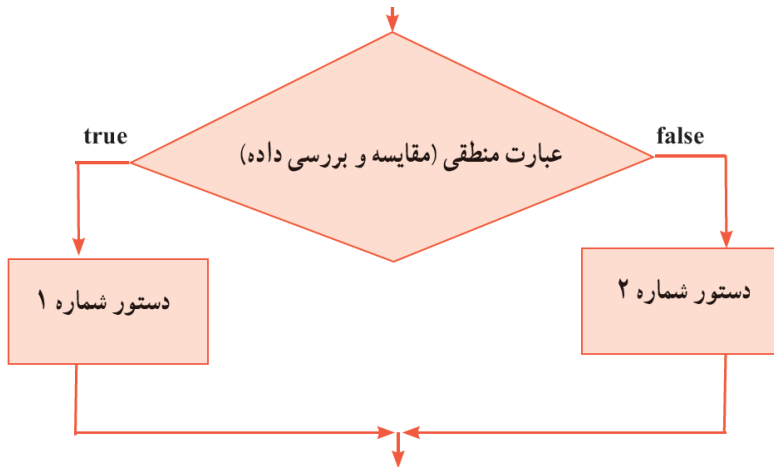 true
false
عبارت منطقی (مقایسه و بررسی داده)
دستور شماره ۱
دستور شماره ۲